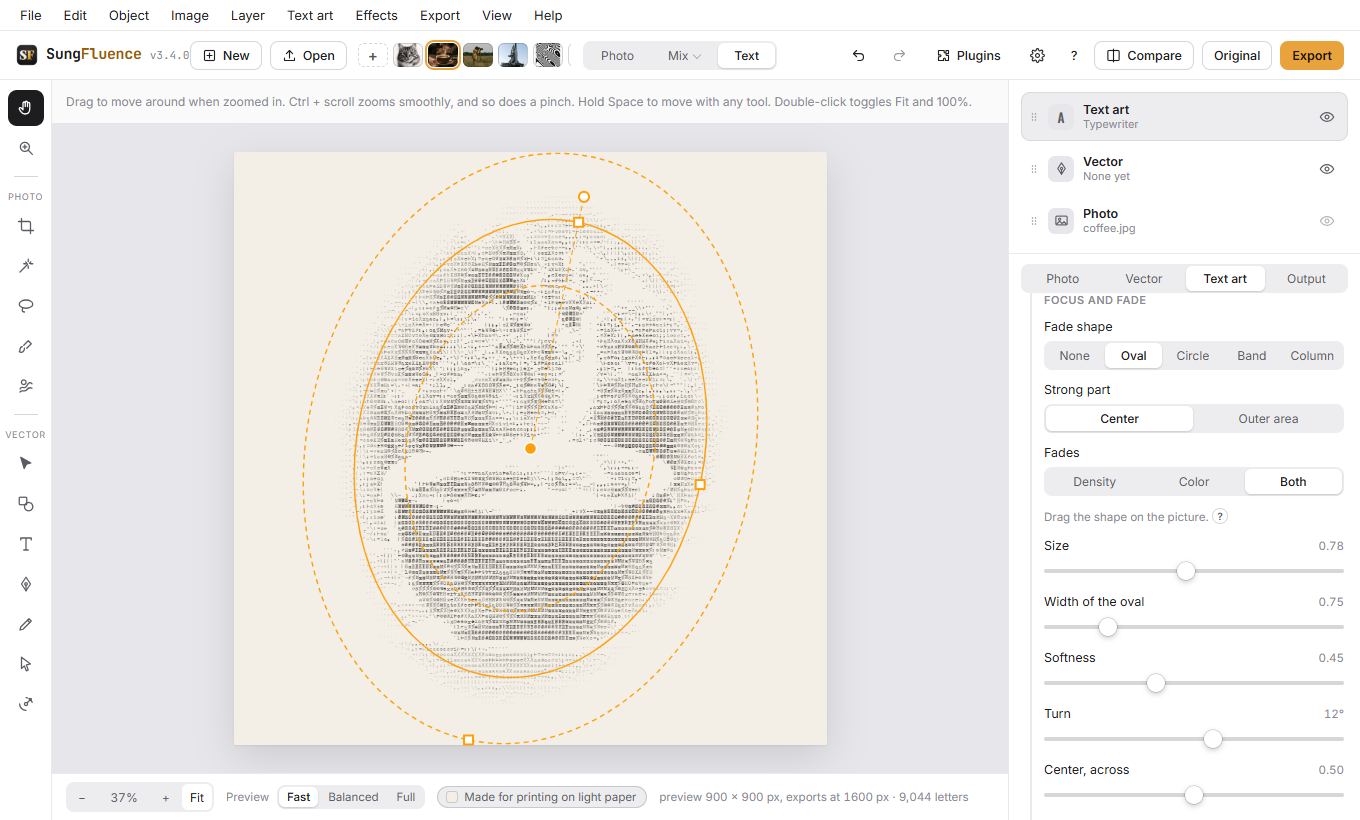 File Edit Object Image Layer Text art Effects Export View Help
SF SungFluence v3.4.0 New Open + Photo Mix Text Plugins ? Compare Original Export
Drag to move around when zoomed in. Ctrl + scroll zooms smoothly, and so does a pinch. Hold Space to move with any tool. Double-click toggles Fit and 100%.
PHOTO
VECTOR
A Text art
Typewriter
Vector
None yet
Photo
coffee.jpg
Photo Vector Text art Output
FOCUS AND FADE
Fade shape
None Oval Circle Band Column
Strong part
Center Outer area
Fades
Density Color Both
Drag the shape on the picture. ?
Size 0.78
Width of the oval 0.75
Softness 0.45
Turn 12°
Center, across 0.50
− 37% + Fit Preview Fast Balanced Full Made for printing on light paper preview 900 × 900 px, exports at 1600 px · 9,044 letters